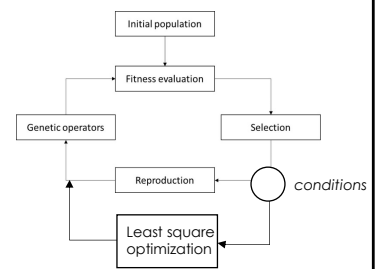 Initial population
Fitness evaluation
Genetic operators
Selection
Reproduction
conditions
Least square
optimization